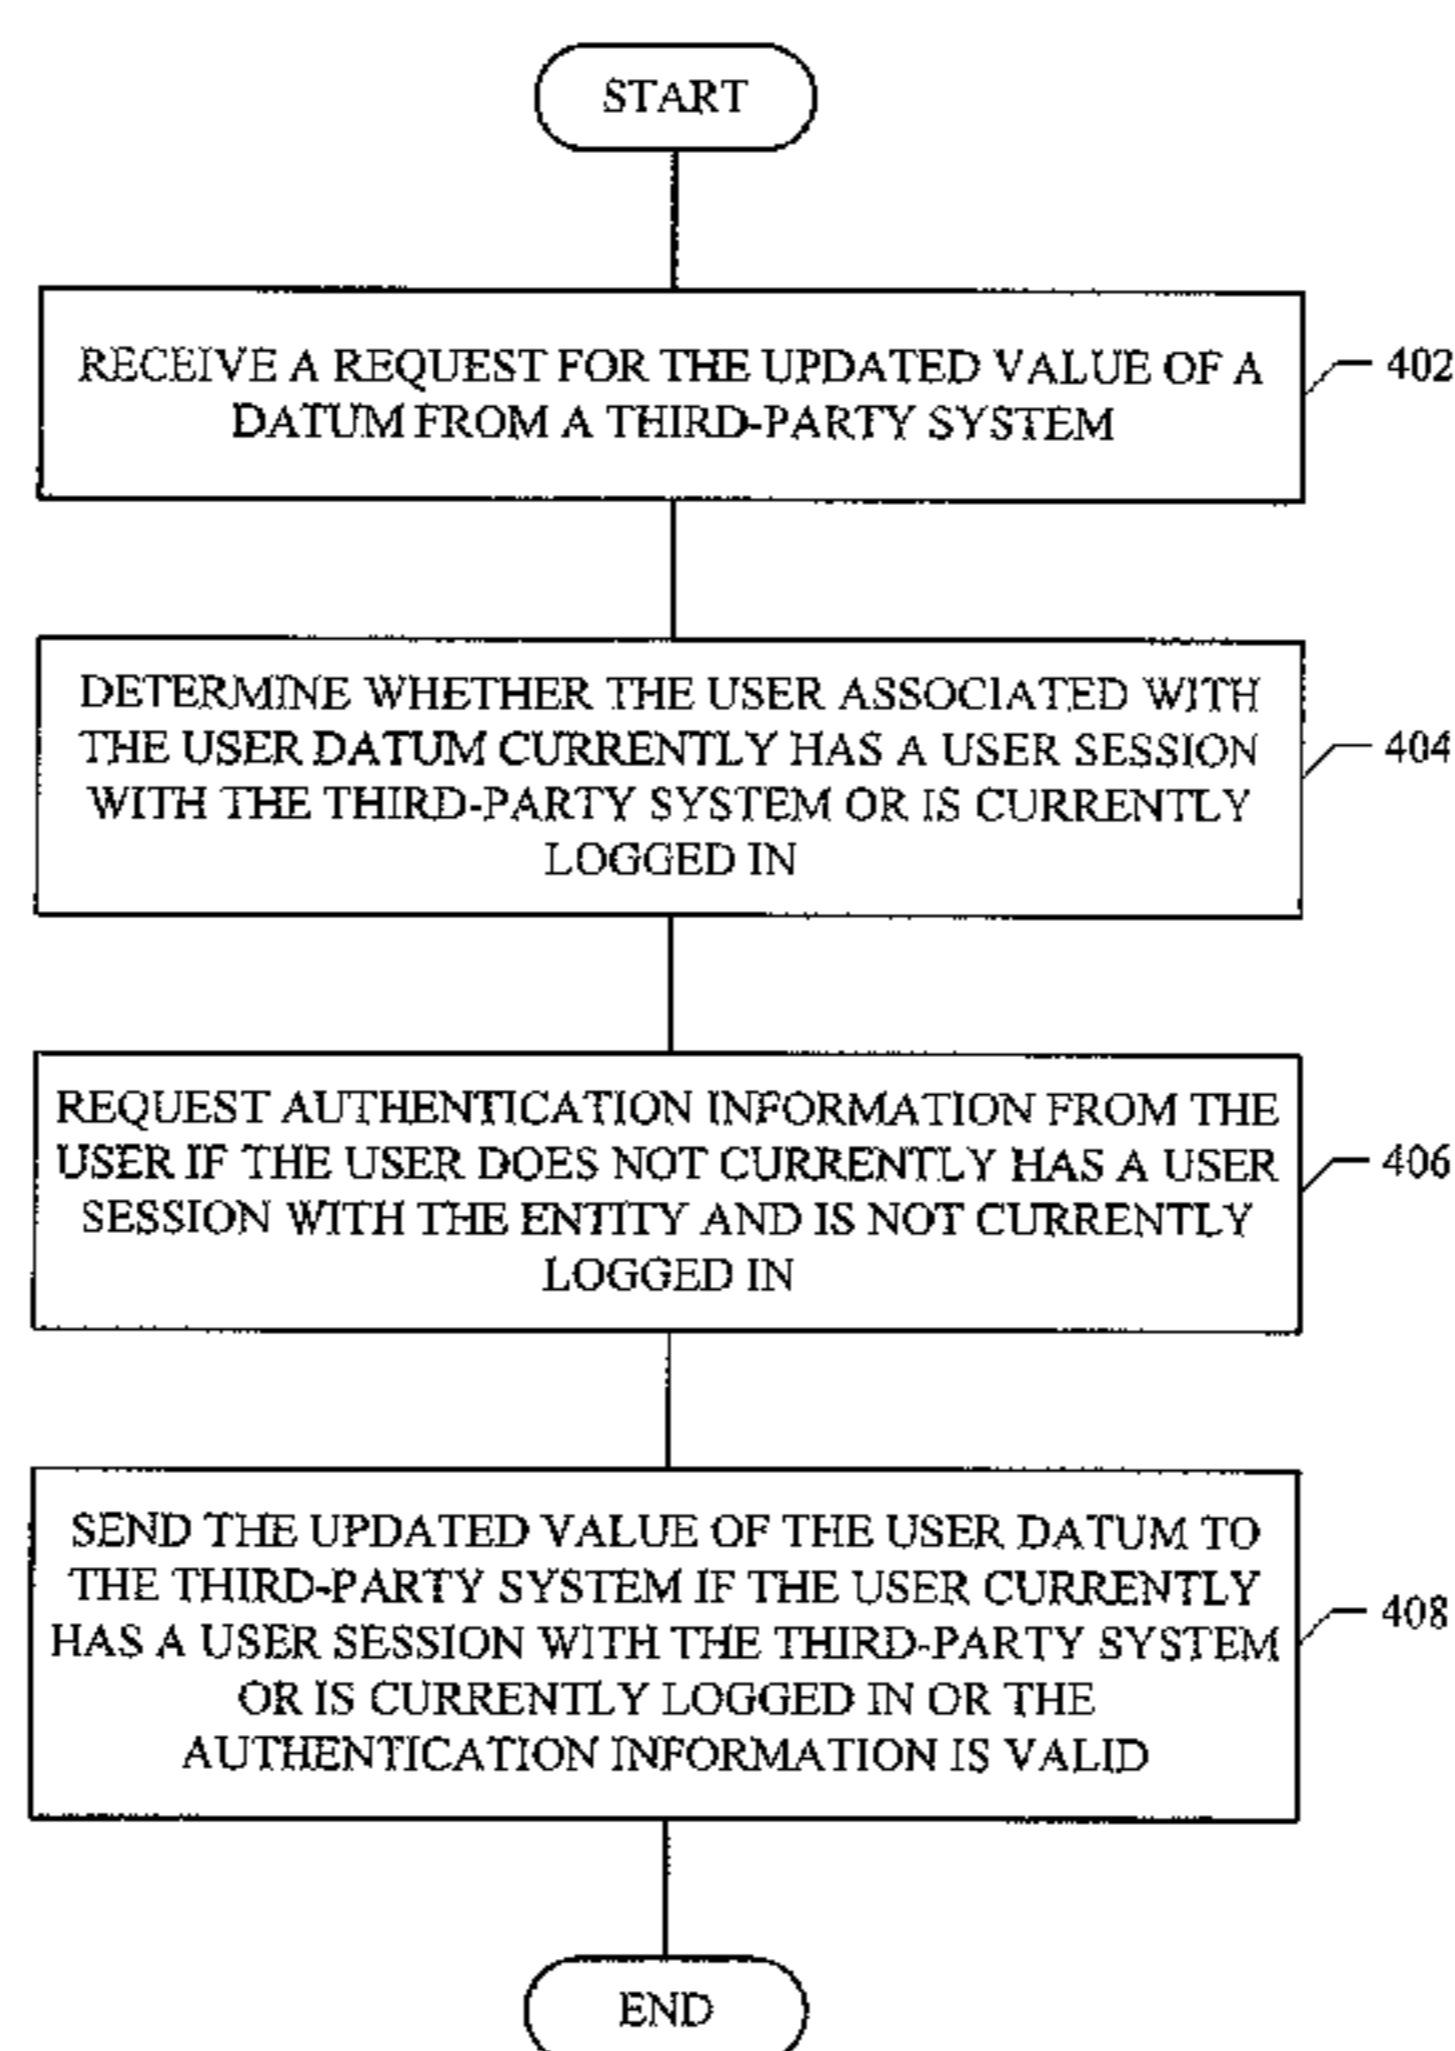 START
RECEIVE A REQUEST FOR THE UPDATED VALUE OF A
DATUM FROM A THIRD-PARTY SYSTEM
402
DETERMINE WHETHER THE USER ASSOCIATED WITH
THE USER DATUM CURRENTLY HAS A USER SESSION
WITH THE THIRD-PARTY SYSTEM OR IS CURRENTLY
LOGGED IN
404
REQUEST AUTHENTICATION INFORMATION FROM THE
USER IF THE USER DOES NOT CURRENTLY HAS A USER
SESSION WITH THE ENTITY AND IS NOT CURRENTLY
LOGGED IN
406
SEND THE UPDATED VALUE OF THE USER DATUM TO
THE THIRD-PARTY SYSTEM IF THE USER CURRENTLY
HAS A USER SESSION WITH THE THIRD-PARTY SYSTEM
OR IS CURRENTLY LOGGED IN OR THE
AUTHENTICATION INFORMATION IS VALID
408
END